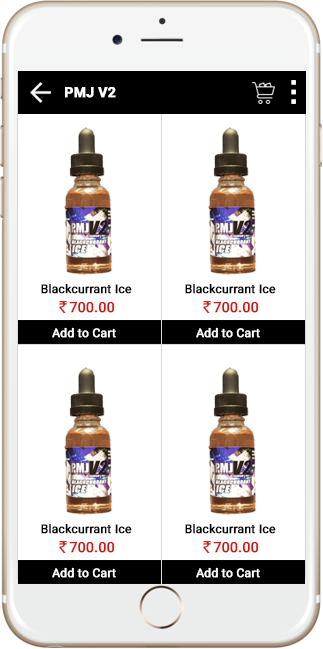 PMJ V2
PMJ V2
BLACKCURRANT
ICE
PMJ V2
BLACKCURRANT
ICE
Blackcurrant Ice
Blackcurrant Ice
₹700.00
₹700.00
Add to Cart
Add to Cart
PMJ V2
BLACKCURRANT
ICE
PMJ V2
BLACKCURRANT
ICE
Blackcurrant Ice
Blackcurrant Ice
₹700.00
₹700.00
Add to Cart
Add to Cart